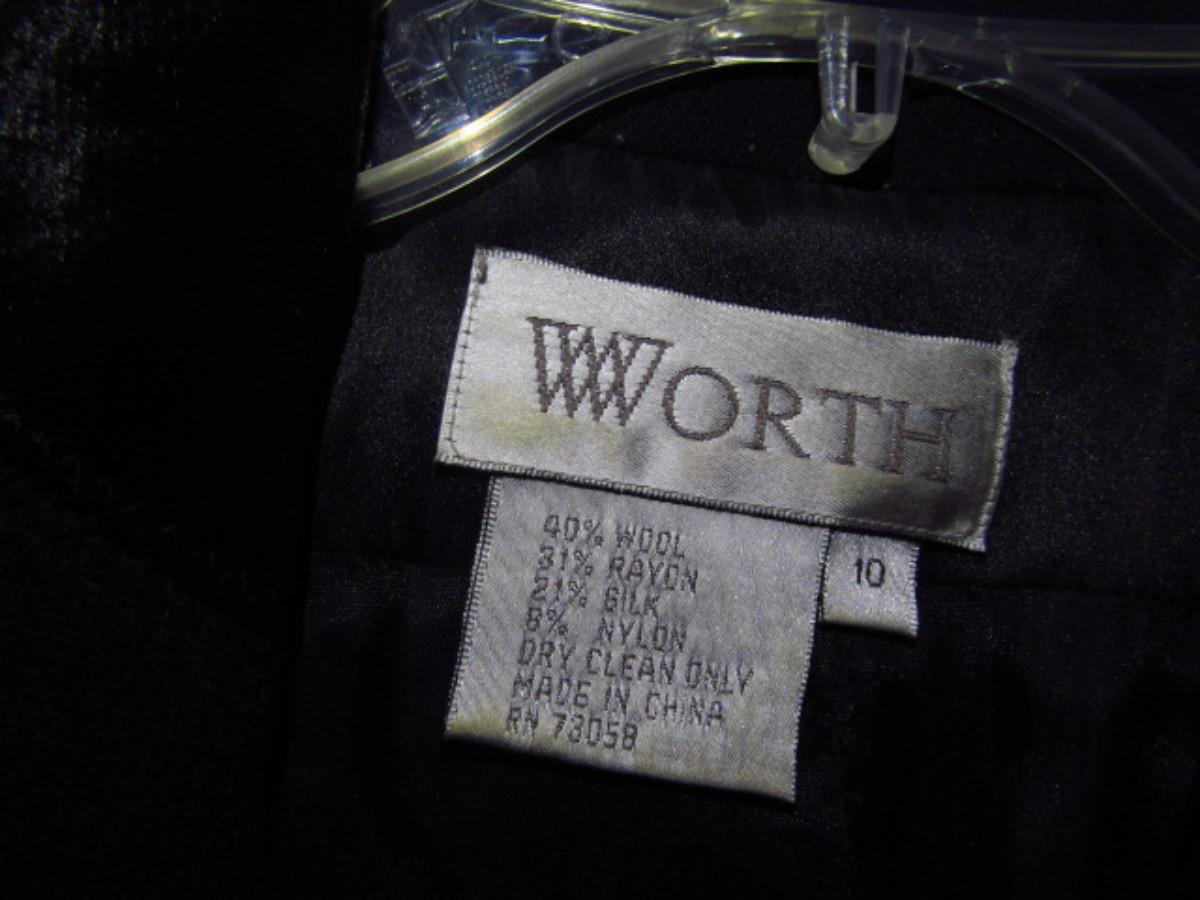 WORTH
40% WOOL
31% RAYON
21% SILK
8% NYLON
DRY CLEAN ONLY
MADE IN CHINA
RN 73058
10